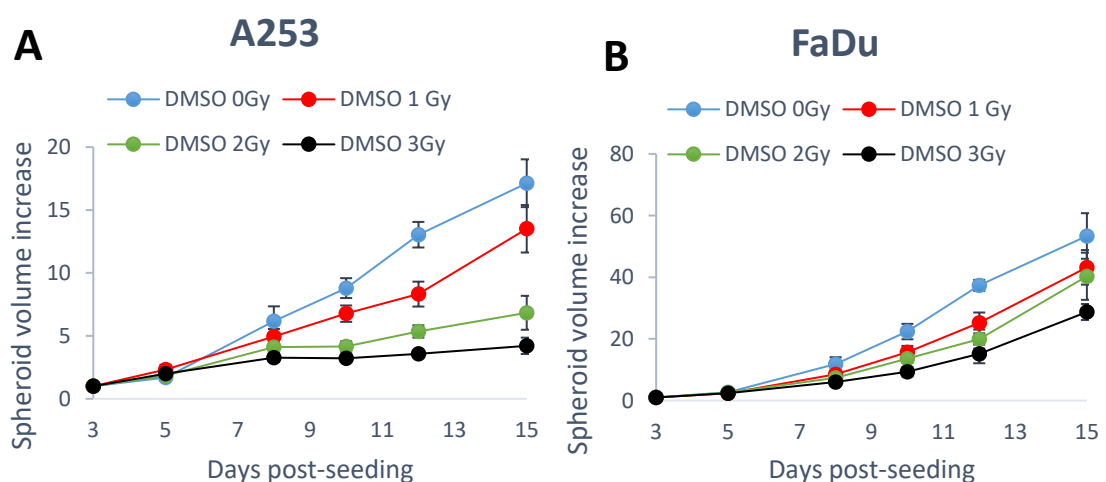 A
A253
DMSO 0Gy DMSO 1 Gy
DMSO 2Gy DMSO 3Gy
Spheroid volume increase
20
15
10
5
0
3 5 7 9 11 13 15
Days post-seeding
B
FaDu
DMSO 0Gy DMSO 1 Gy
DMSO 2Gy DMSO 3Gy
Spheroid volume increase
80
60
40
20
0
3 5 7 9 11 13 15
Days post-seeding